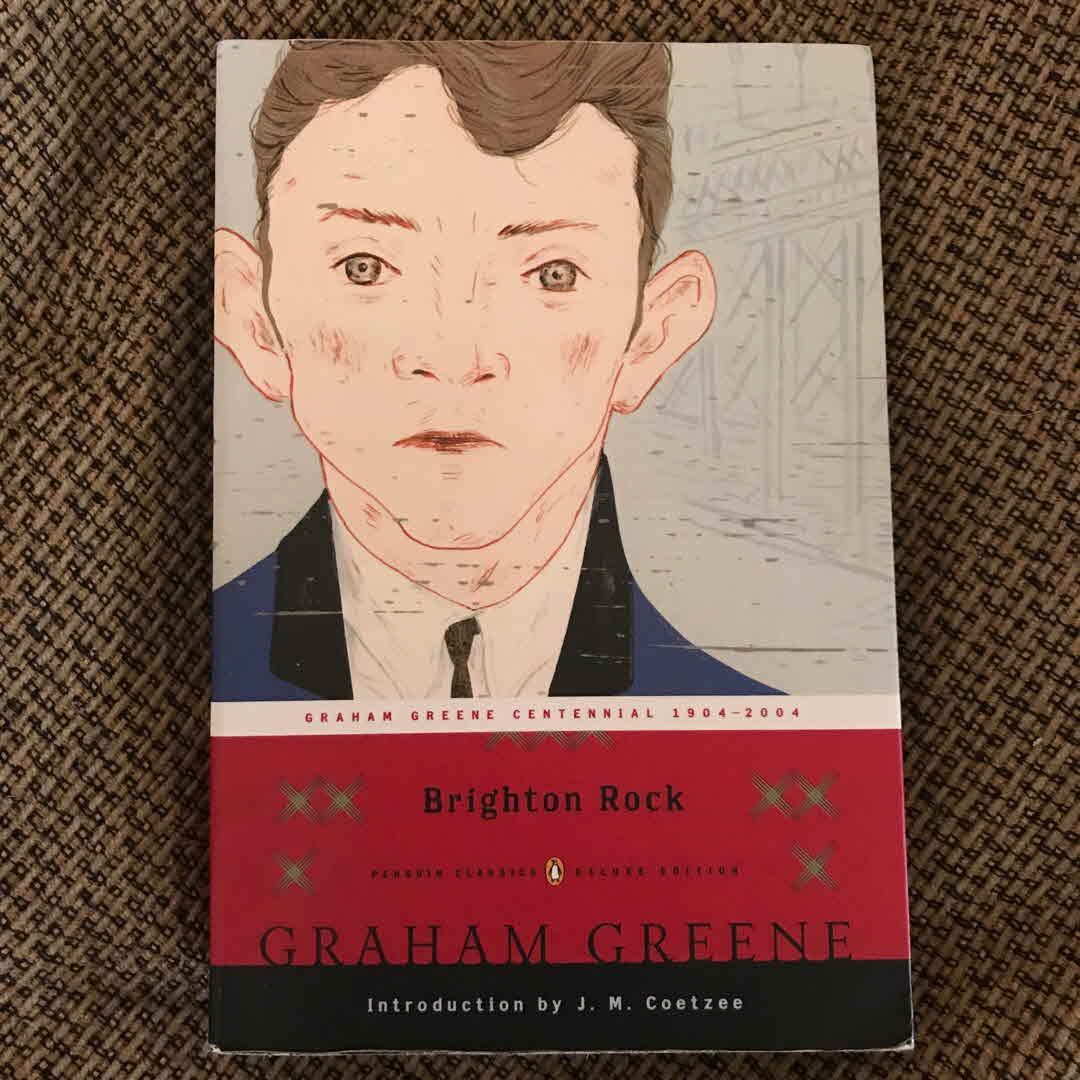 GRAHAM GREENE CENTENNIAL 1904–2004
Brighton Rock
PENGUIN CLASSICS DELUXE EDITION
GRAHAM GREENE
Introduction by J. M. Coetzee